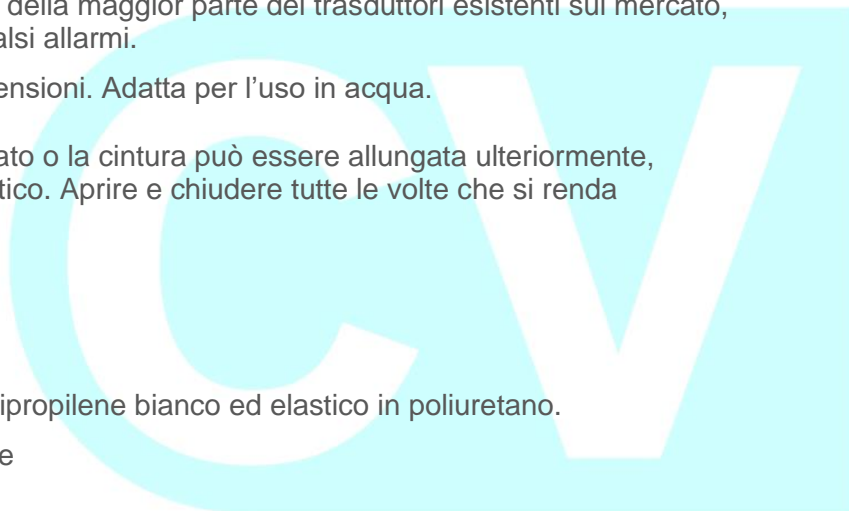 della maggior parte dei trasduttori esistenti sul mercato,
alsi allarmi.
ensioni. Adatta per l’uso in acqua.
ato o la cintura può essere allungata ulteriormente,
tico. Aprire e chiudere tutte le volte che si renda
ipropilene bianco ed elastico in poliuretano.
e
CV